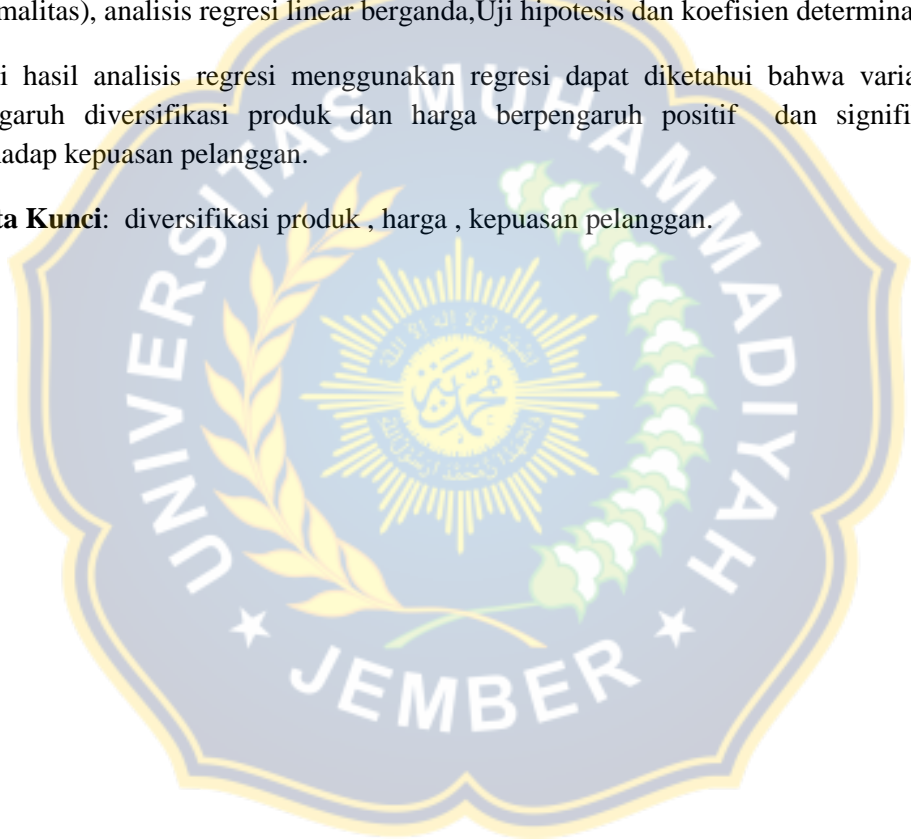 malitas), analisis regresi linear berganda,Uji hipotesis dan koefisien determina
i hasil analisis regresi menggunakan regresi dapat diketahui bahwa varia
garuh diversifikasi produk dan harga berpengaruh positif dan signifi
hadap kepuasan pelanggan.
ta Kunci: diversifikasi produk , harga , kepuasan pelanggan.
UNIVERSITAS MUHAMMADIYAH
JEMBER